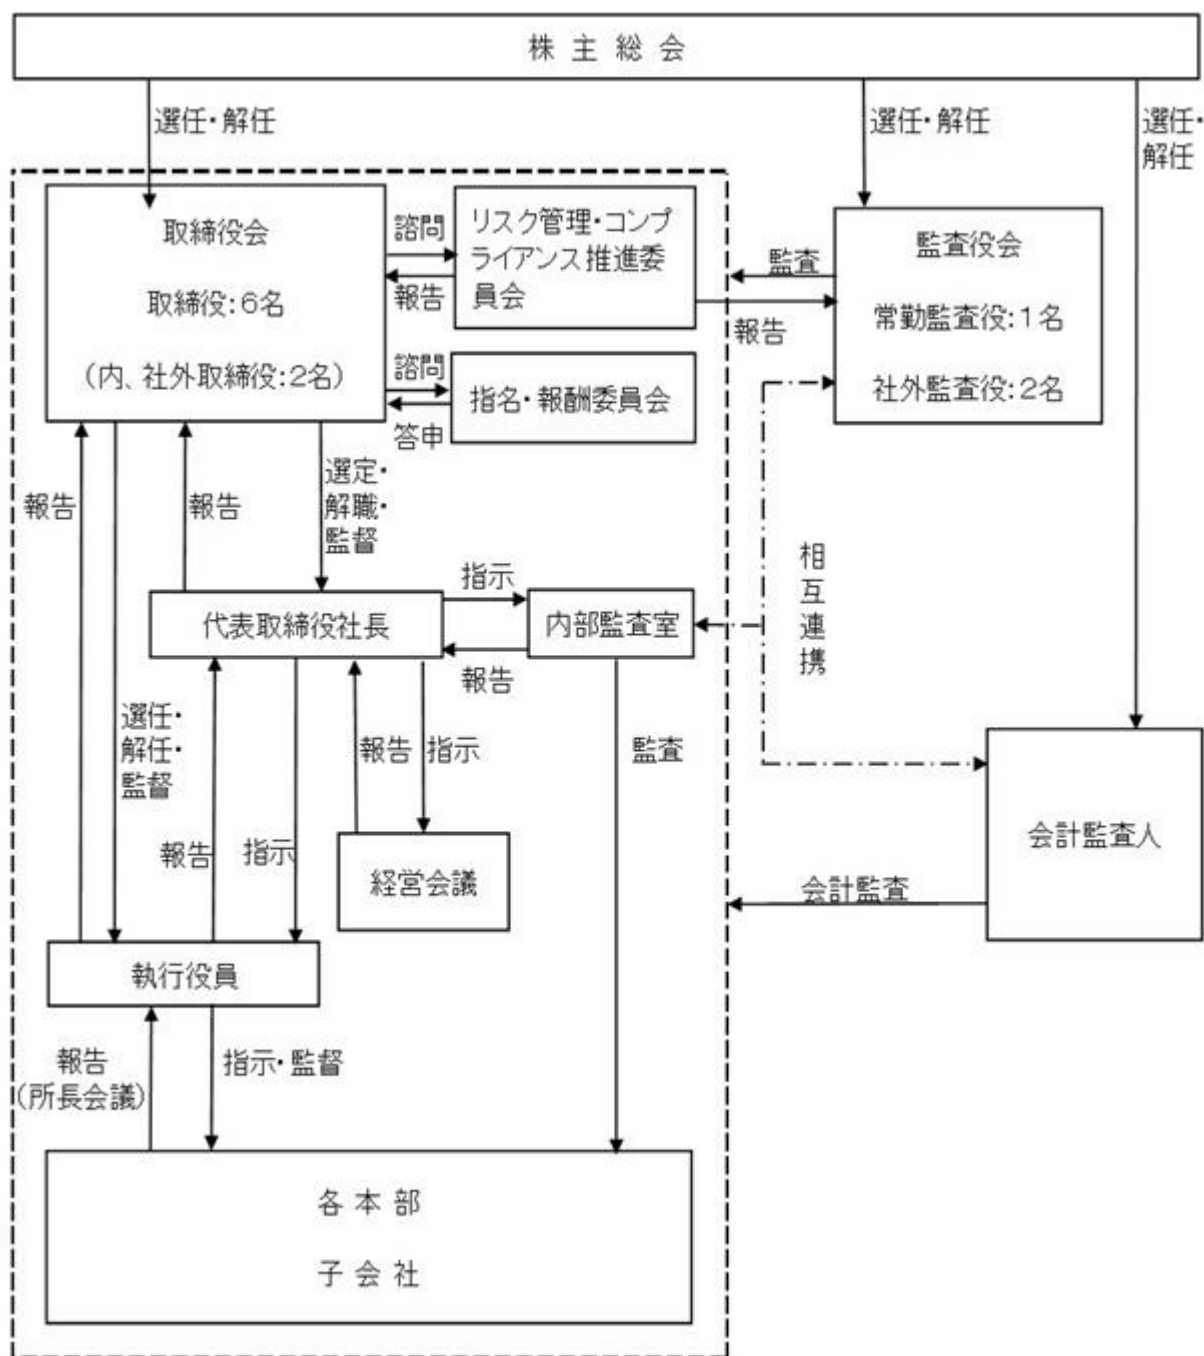 株主総会
選任・解任
選任・解任
選任・
解任
取締役会
取締役:6名
(内、社外取締役:2名)
諮問
報告
リスク管理・コンプ
ライアンス推進委
員会
諮問
答申
指名・報酬委員会
監査
報告
監査役会
常勤監査役:1名
社外監査役:2名
報告
報告
選定・
解職・
監督
相
互
連
携
代表取締役社長
指示
報告
内部監査室
選任・
解任・
監督
報告
指示
報告
指示
監査
経営会議
会計監査人
会計監査
執行役員
報告
(所長会議)
指示・監督
各本部
子会社